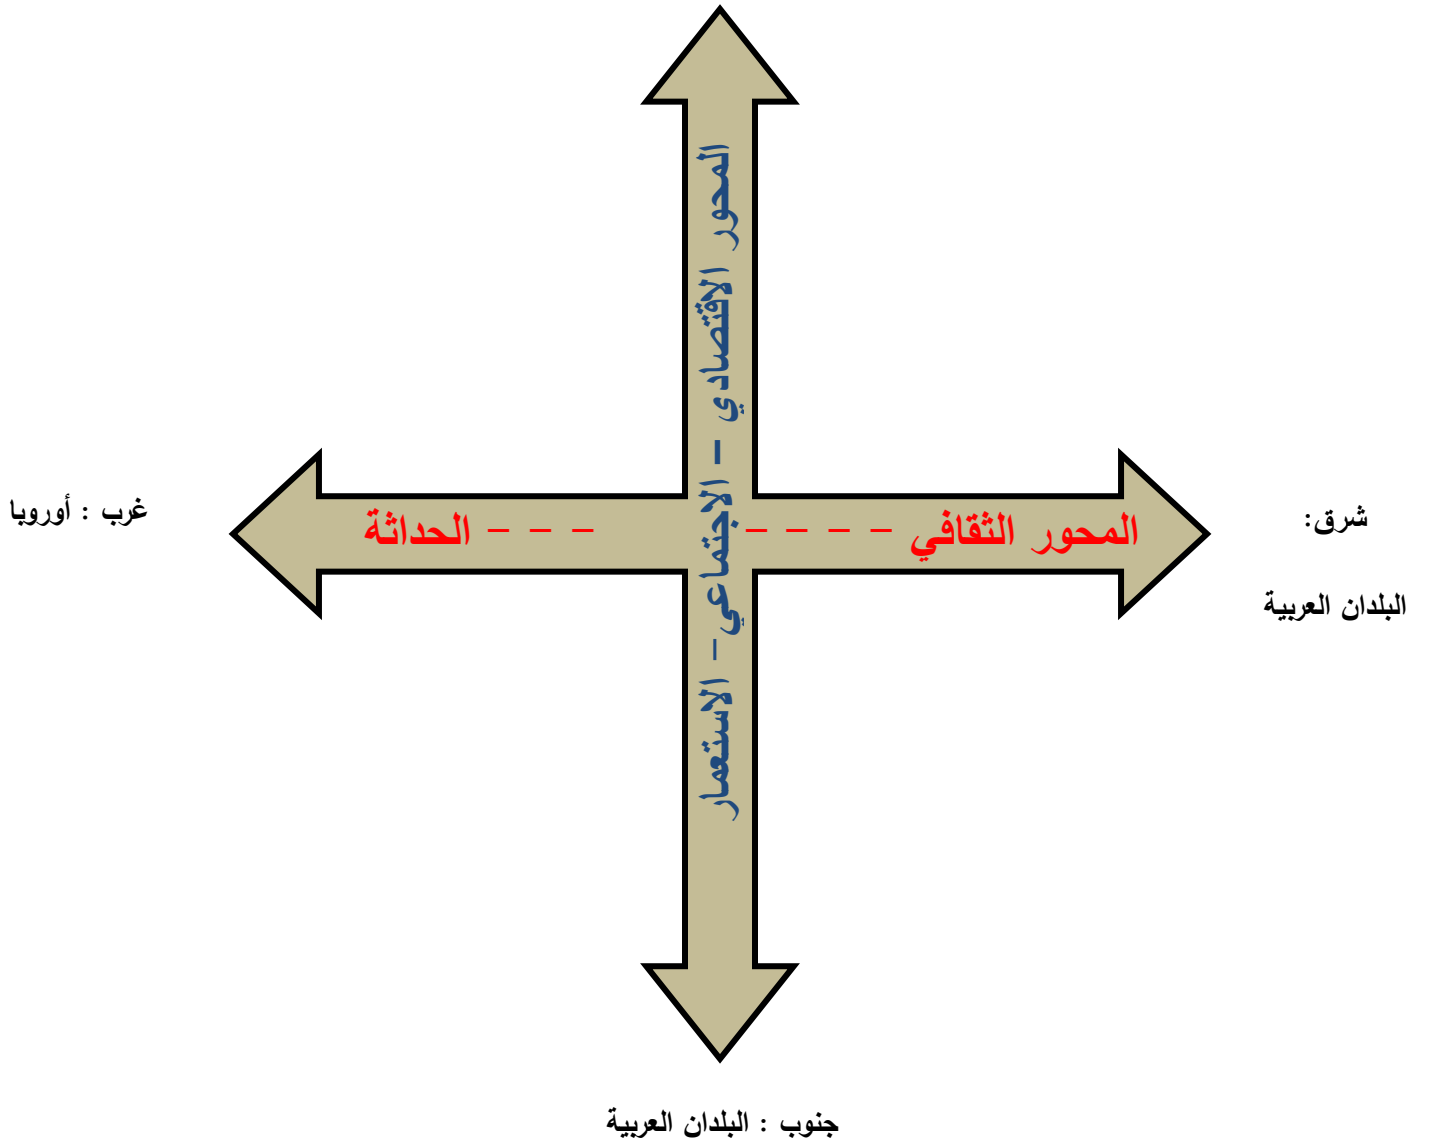 المحور الاقتصادي – الاجتماعي – الاستعمار
شرق:
البلدان العربية
المحور الثقافي – – – – – – – الحداثة
غرب : أوروبا
جنوب : البلدان العربية